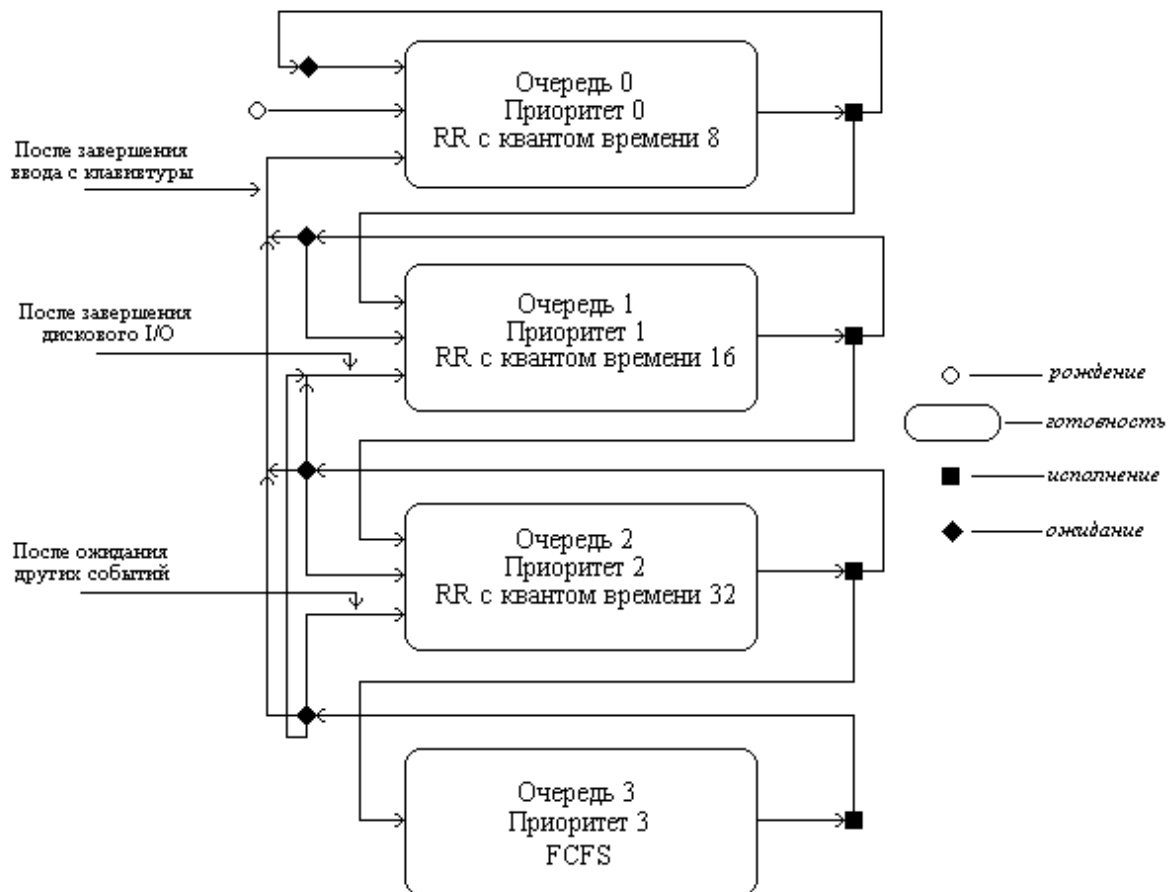 Очередь 0
Приоритет 0
RR с квантом времени 8
После завершения
ввода с клавиатуры
Очередь 1
Приоритет 1
RR с квантом времени 16
После завершения
дискового I/O
рождение
готовность
исполнение
ожидание
Очередь 2
Приоритет 2
RR с квантом времени 32
После ожидания
других событий
Очередь 3
Приоритет 3
FCFS